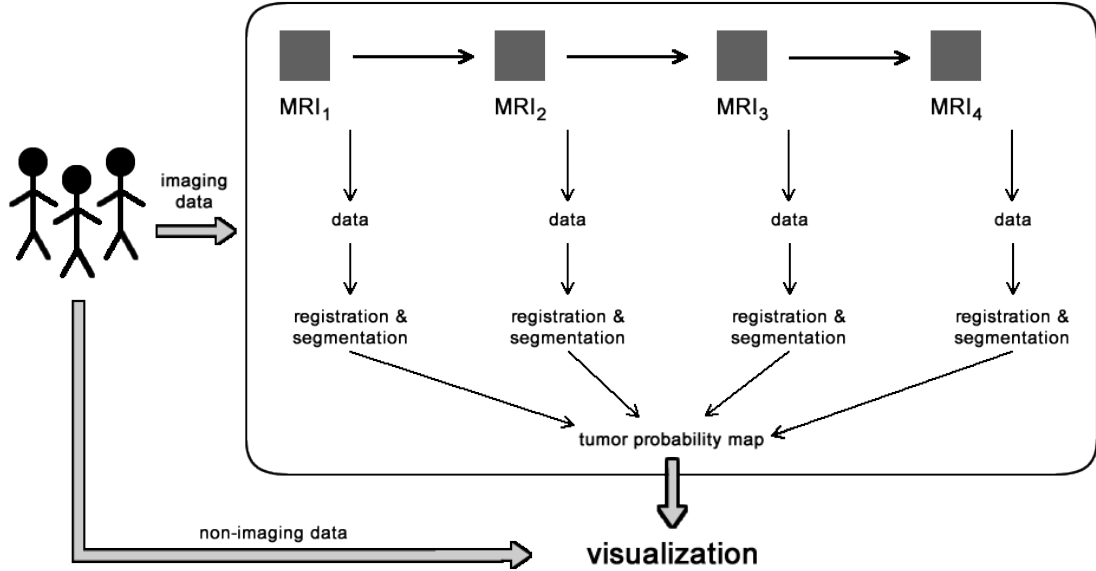 MRI₁
MRI₂
MRI₃
MRI₄
imaging
data
data
data
data
data
registration &
segmentation
registration &
segmentation
registration &
segmentation
registration &
segmentation
tumor probability map
non-imaging data
visualization